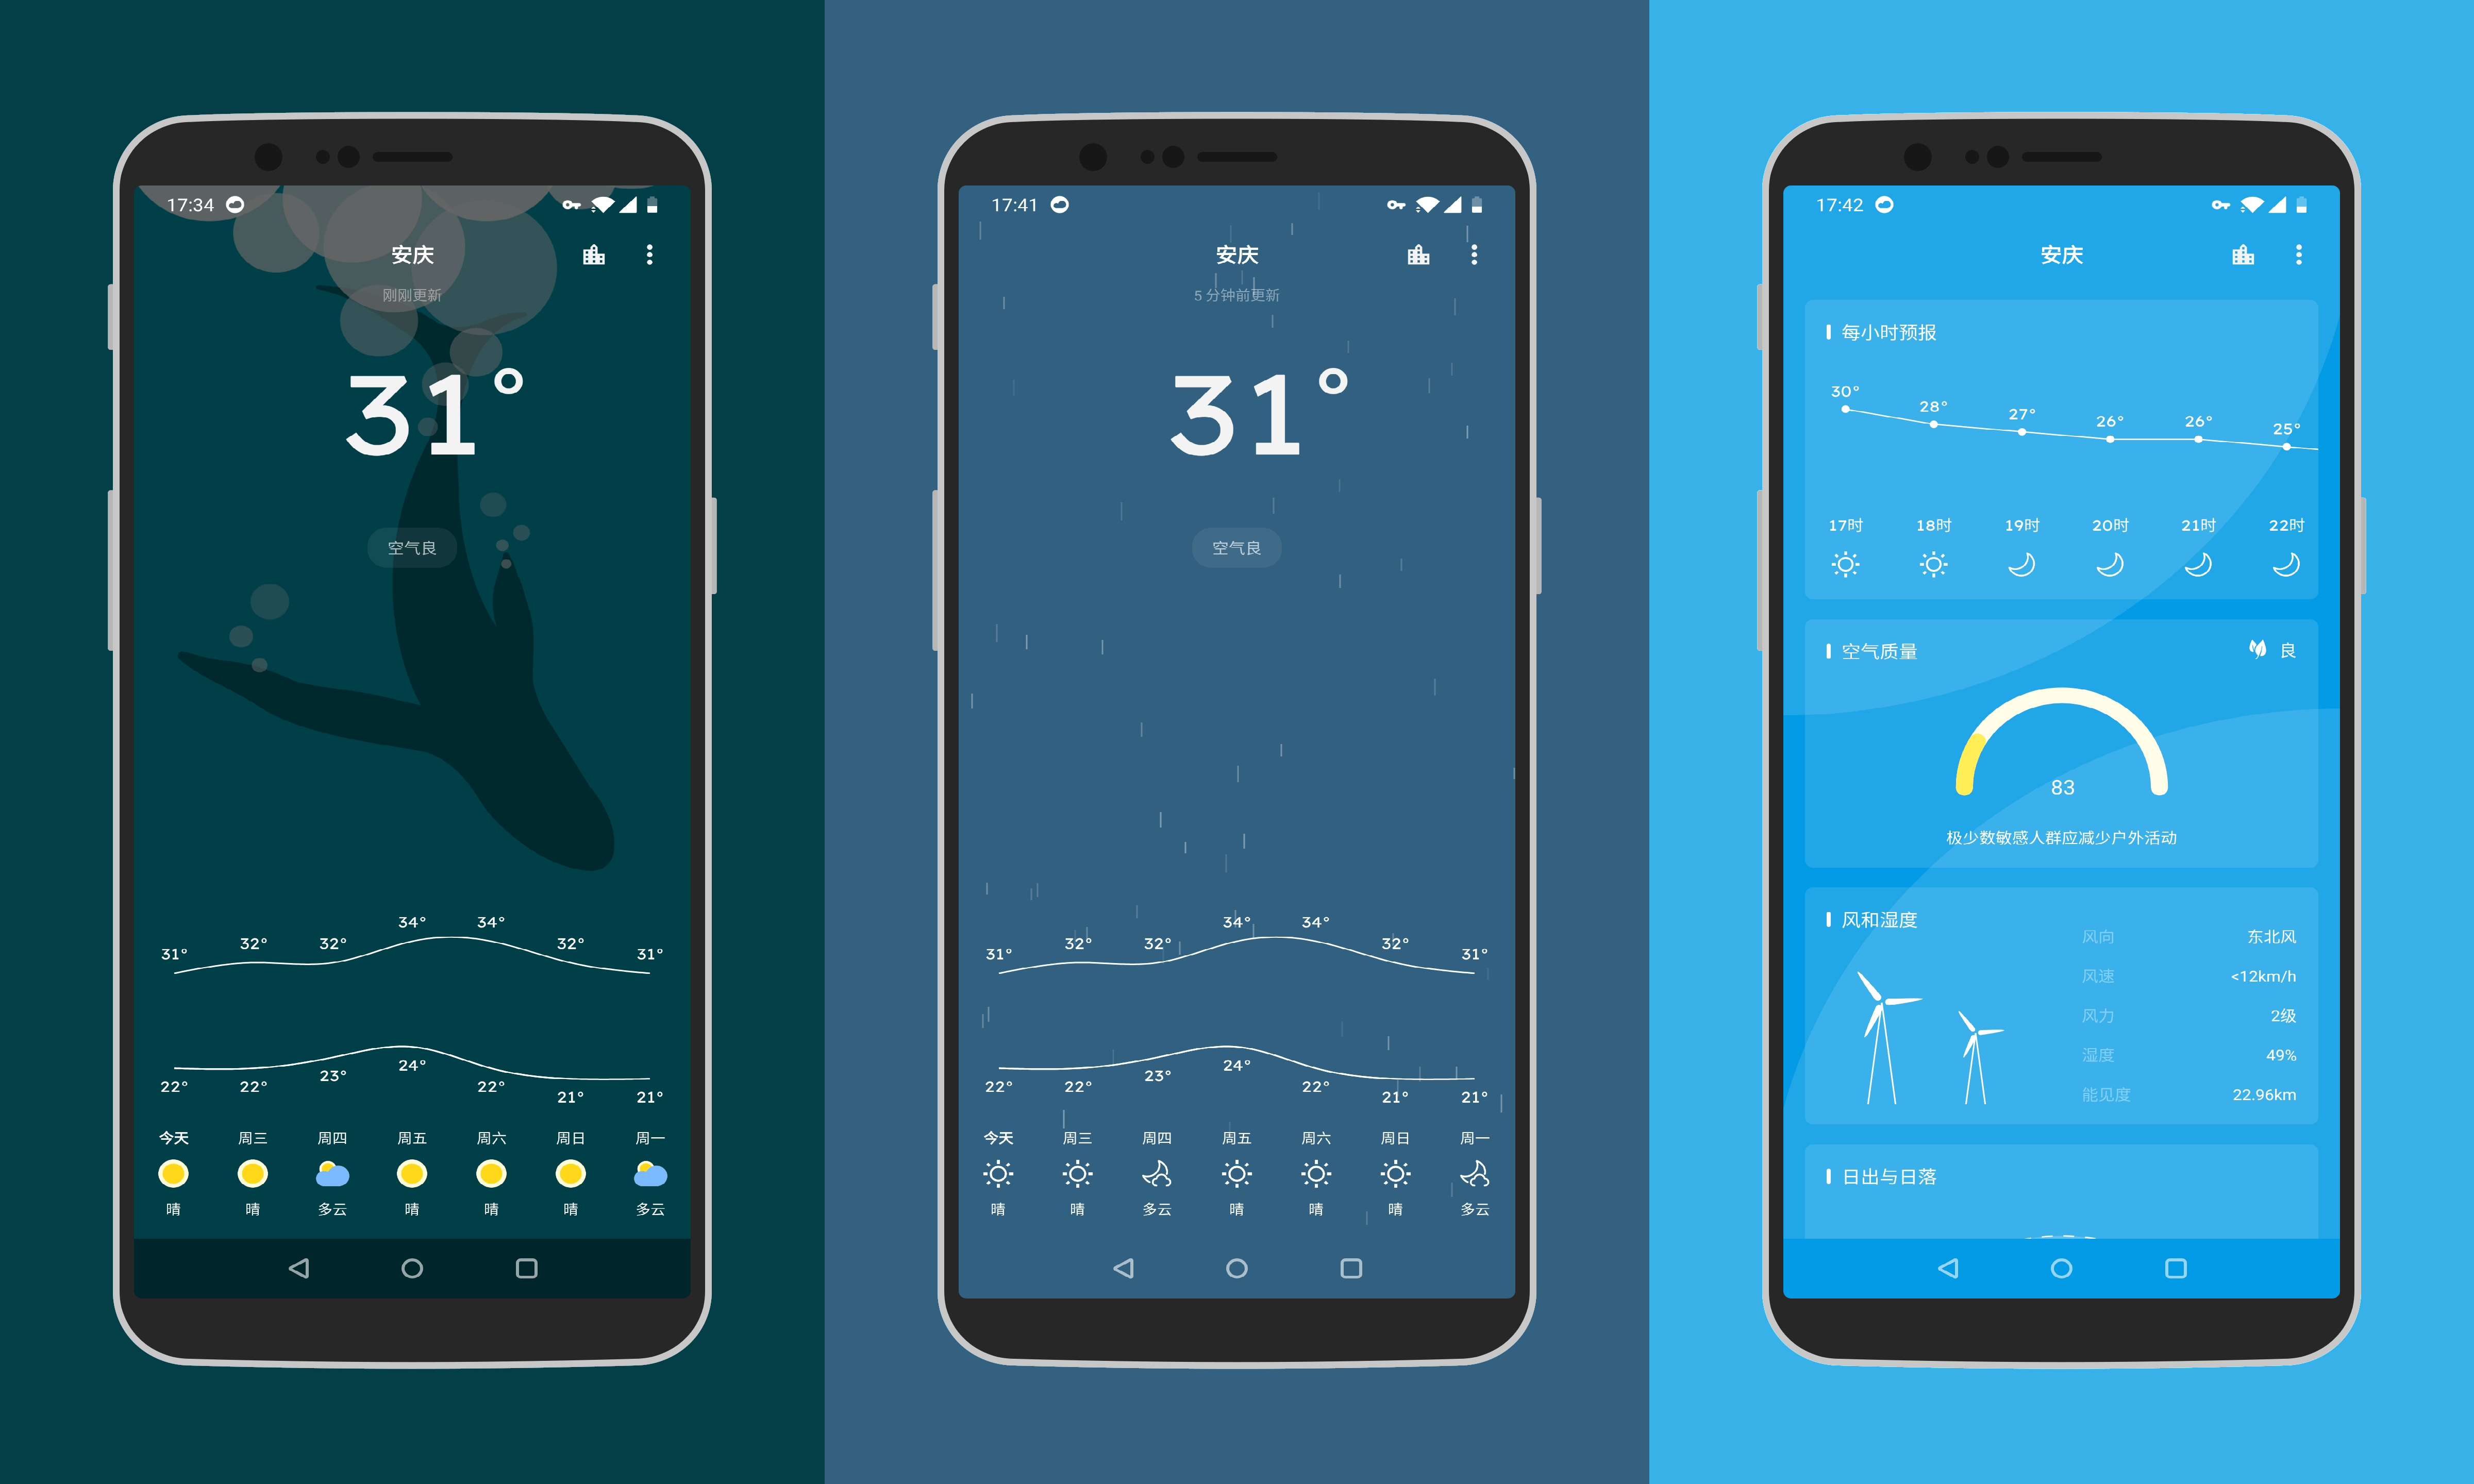 17:34
安庆
刚刚更新
31°
空气良
34° 34°
32° 32° 32°
31° 31°
24°
23°
22° 22° 22°
21° 21°
今天 周三 周四 周五 周六 周日 周一
晴 晴 多云 晴 晴 晴 多云
17:41
安庆
5 分钟前更新
31°
空气良
34° 34°
32° 32° 32°
31° 31°
24°
23°
22° 22° 22°
21° 21°
今天 周三 周四 周五 周六 周日 周一
晴 晴 多云 晴 晴 晴 多云
17:42
安庆
每小时预报
30° 28° 27° 26° 26° 25°
17时 18时 19时 20时 21时 22时
空气质量 良
83
极少数敏感人群应减少户外活动
风和湿度
风向 东北风
风速 <12km/h
风力 2级
湿度 49%
能见度 22.96km
日出与日落